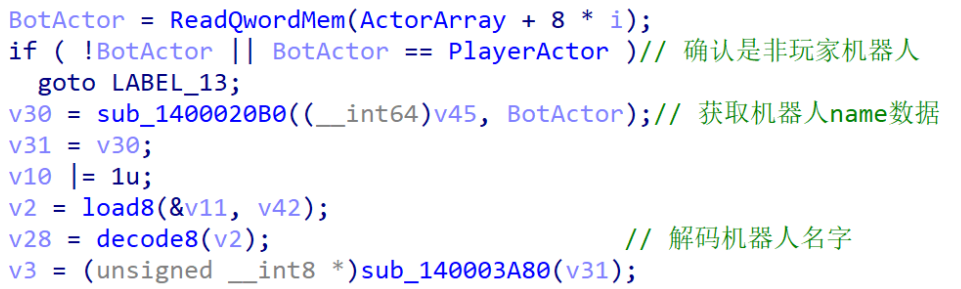 BotActor = ReadQwordMem(ActorArray + 8 * i);
if ( !BotActor || BotActor == PlayerActor )// 确认是非玩家机器人
goto LABEL_13;
v30 = sub_1400020B0((__int64)v45, BotActor);// 获取机器人name数据
v31 = v30;
v10 |= 1u;
v2 = load8(&v11, v42);
v28 = decode8(v2); // 解码机器人名字
v3 = (unsigned __int8 *)sub_140003A80(v31);